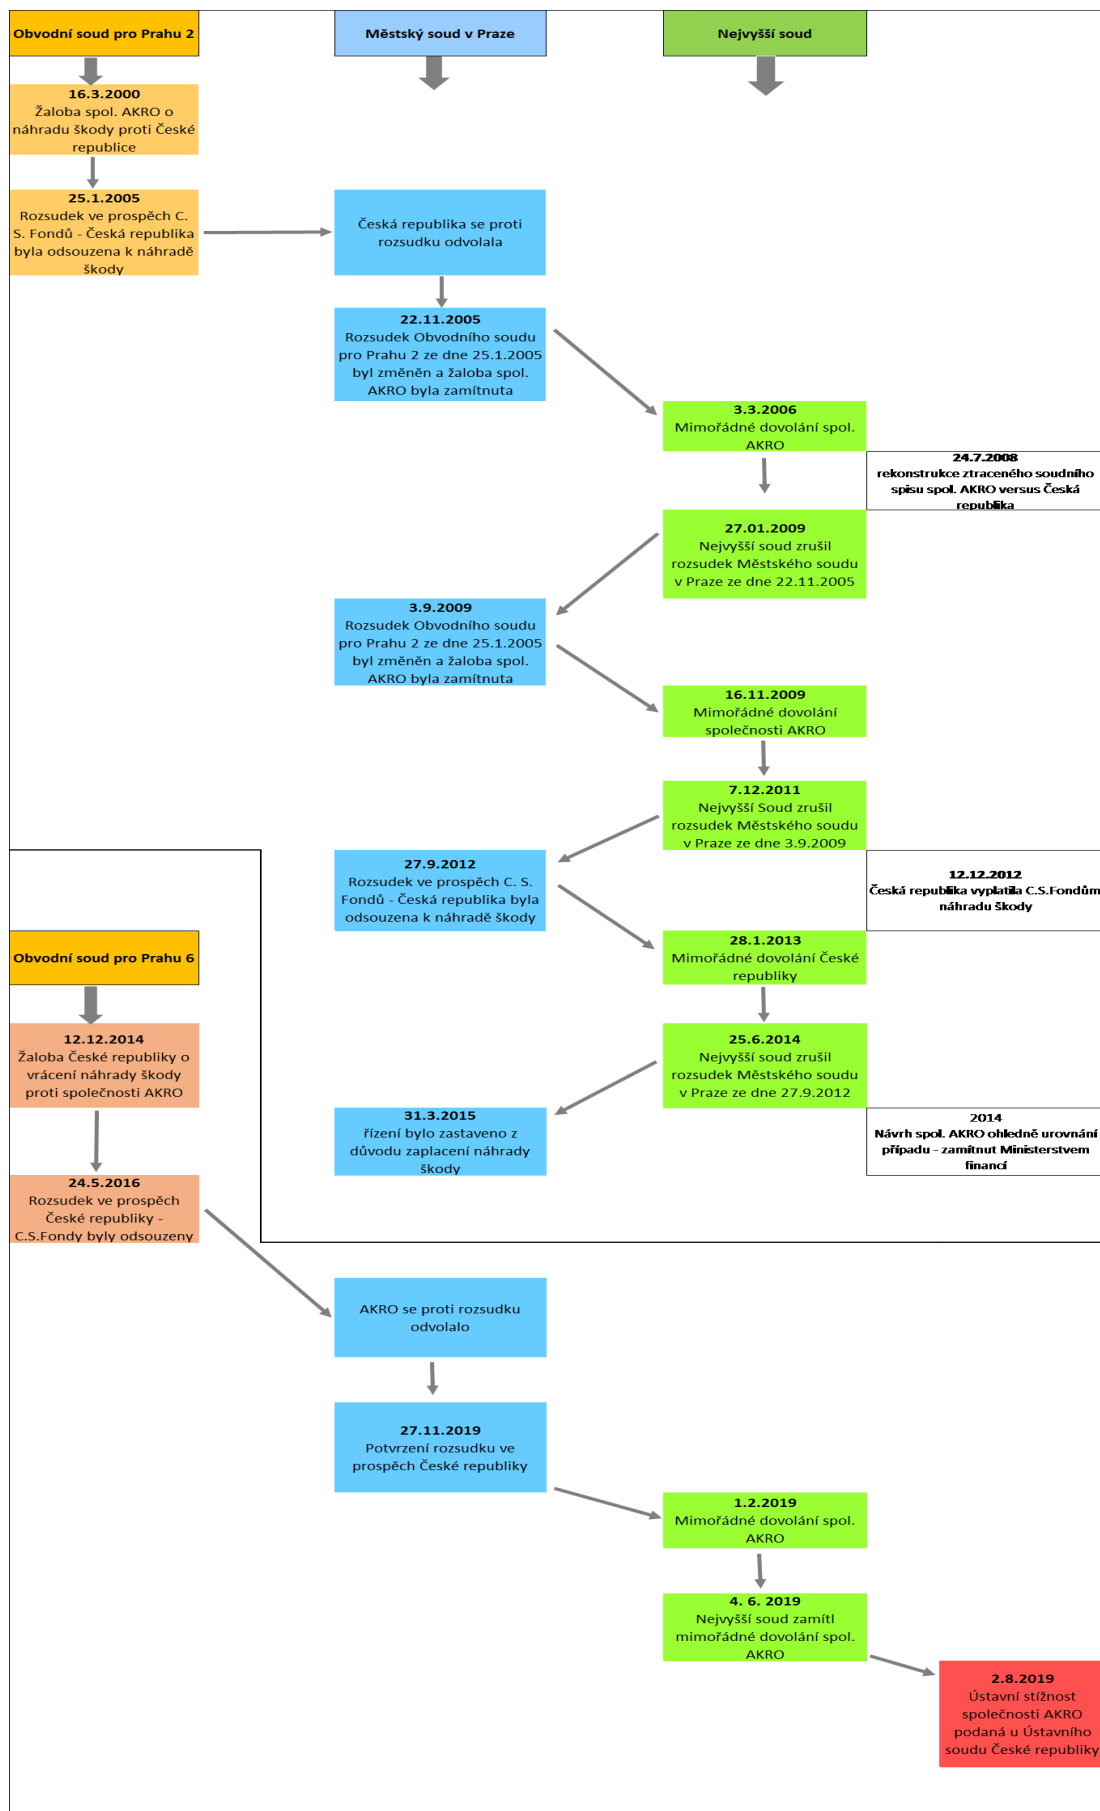 Obvodní soud pro Prahu 2
Městský soud v Praze
Nejvyšší soud
16.3.2000
Žaloba spol. AKRO o
náhradu škody proti České
republice
25.1.2005
Rozsudek ve prospěch C.
S. Fondů - Česká republika
byla odsouzena k náhradě
škody
Česká republika se proti
rozsudku odvolala
22.11.2005
Rozsudek Obvodního soudu
pro Prahu 2 ze dne 25.1.2005
byl změněn a žaloba spol.
AKRO byla zamítnuta
3.3.2006
Mimořádné dovolání spol.
AKRO
24.7.2008
rekonstrukce ztraceného soudního
spisu spol. AKRO versus Česká
republika
27.01.2009
Nejvyšší soud zrušil
rozsudek Městského soudu
v Praze ze dne 22.11.2005
3.9.2009
Rozsudek Obvodního soudu
pro Prahu 2 ze dne 25.1.2005
byl změněn a žaloba spol.
AKRO byla zamítnuta
16.11.2009
Mimořádné dovolání
společnosti AKRO
7.12.2011
Nejvyšší Soud zrušil
rozsudek Městského soudu
v Praze ze dne 3.9.2009
27.9.2012
Rozsudek ve prospěch C. S.
Fondů - Česká republika byla
odsouzena k náhradě škody
12.12.2012
Česká republika vyplatila C.S.Fondům
náhradu škody
28.1.2013
Mimořádné dovolání České
republiky
Obvodní soud pro Prahu 6
12.12.2014
Žaloba České republiky o
vrácení náhrady škody
proti společnosti AKRO
25.6.2014
Nejvyšší soud zrušil
rozsudek Městského soudu
v Praze ze dne 27.9.2012
31.3.2015
řízení bylo zastaveno z
důvodu zaplacení náhrady
škody
2014
Návrh spol. AKRO ohledně urovnání
případu - zamítnut Ministerstvem
financí
24.5.2016
Rozsudek ve prospěch
České republiky -
C.S.Fondy byly odsouzeny
AKRO se proti rozsudku
odvolalo
27.11.2019
Potvrzení rozsudku ve
prospěch České republiky
1.2.2019
Mimořádné dovolání spol.
AKRO
4. 6. 2019
Nejvyšší soud zamítl
mimořádné dovolání spol.
AKRO
2.8.2019
Ústavní stížnost
společnosti AKRO
podaná u Ústavního
soudu České republiky